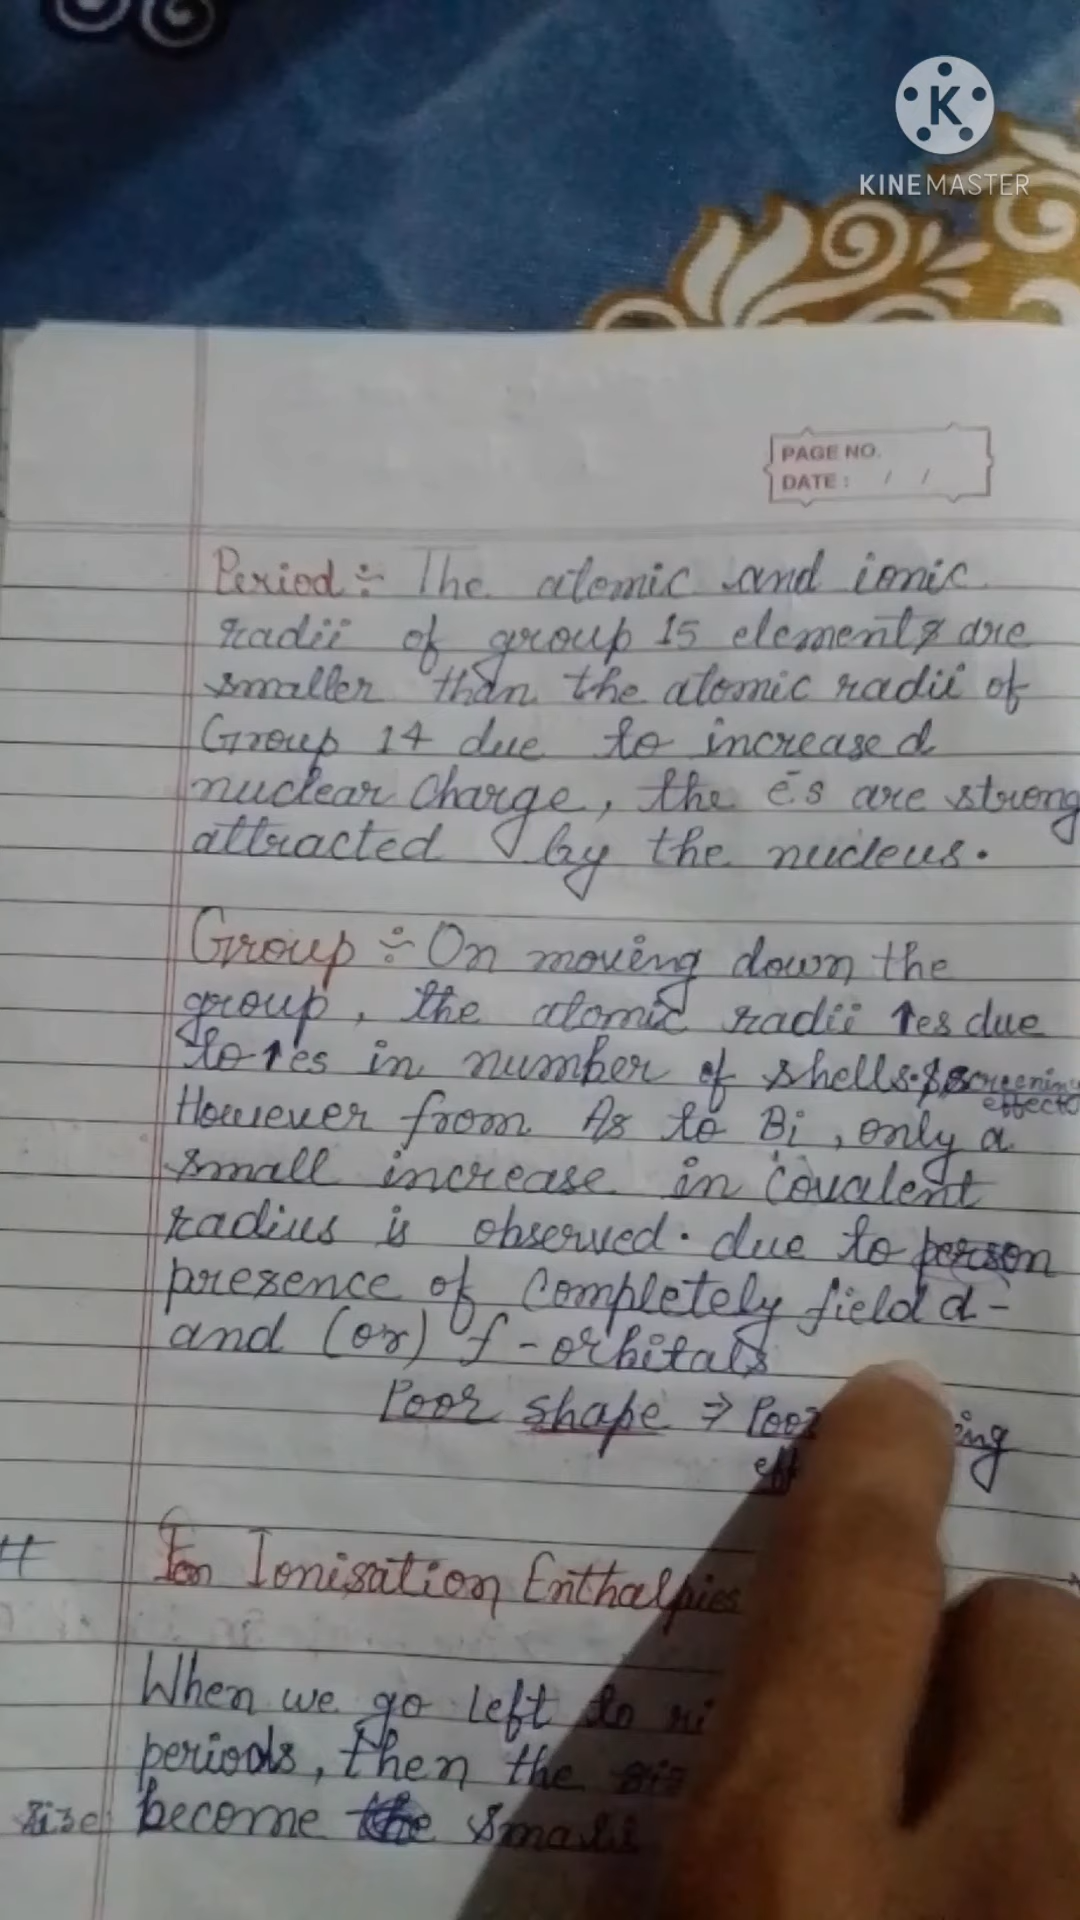 K
KINEMASTER
PAGE NO.
DATE : / /
Period :- The atomic and ionic
radii of group 15 elements are
smaller than the atomic radii of
Group 14 due to increased
nuclear charge, the ēs are strong
attracted by the nucleus.
Group :- On moving down the
group, the atomic radii ↑es due
to ↑es in number of shells. & screening
effect
However from As to Bi, only a
small increase in covalent
radius is observed. due to
presence of completely field d-
and (or) f-orbitals
Poor shape ⇒ Poor
# Ionisation Enthalpies
When we go left to
periods, then the
size become the